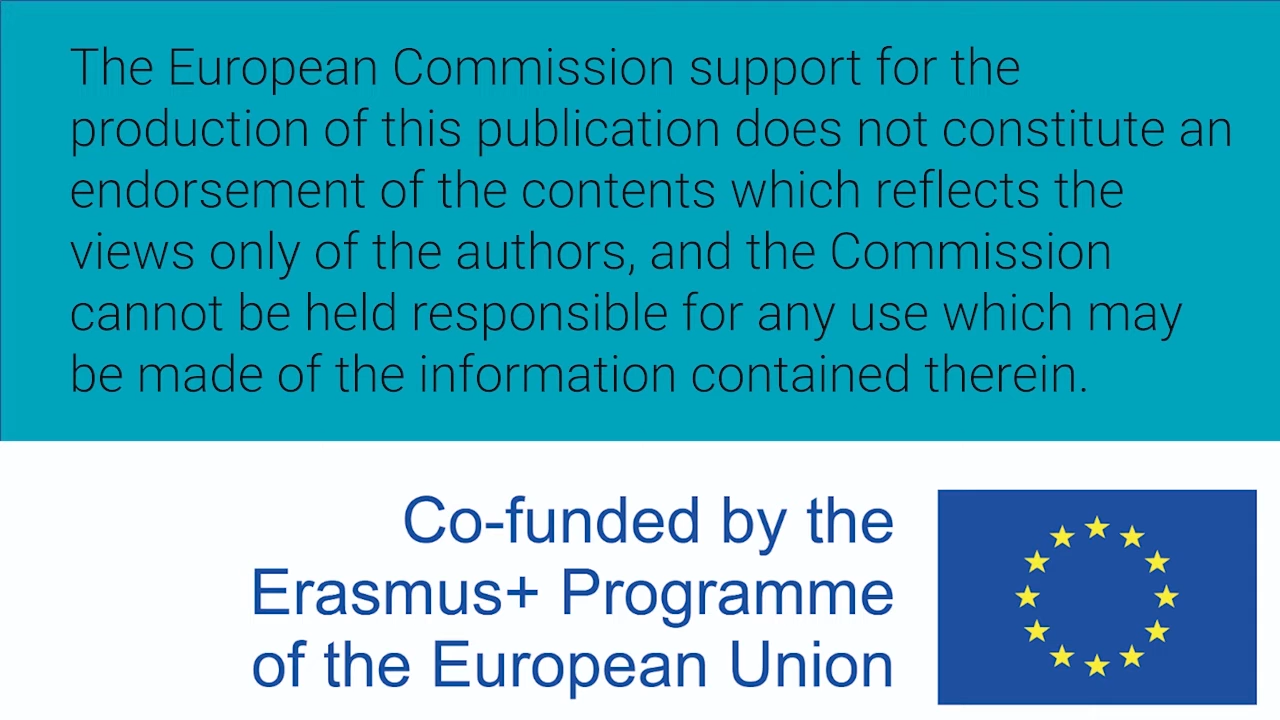 The European Commission support for the
production of this publication does not constitute an
endorsement of the contents which reflects the
views only of the authors, and the Commission
cannot be held responsible for any use which may
be made of the information contained therein.
Co-funded by the
Erasmus+ Programme
of the European Union